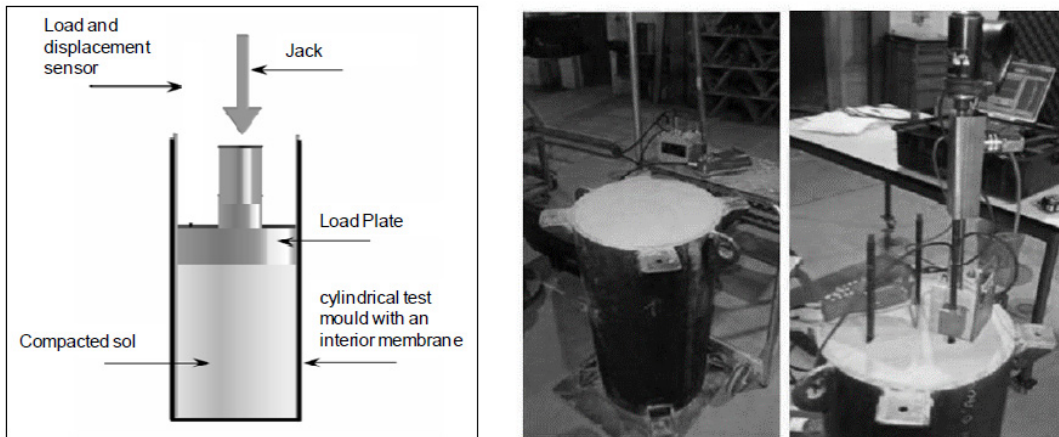 Load and
displacement
sensor
Jack
Load Plate
Compacted sol
cylindrical test
mould with an
interior membrane